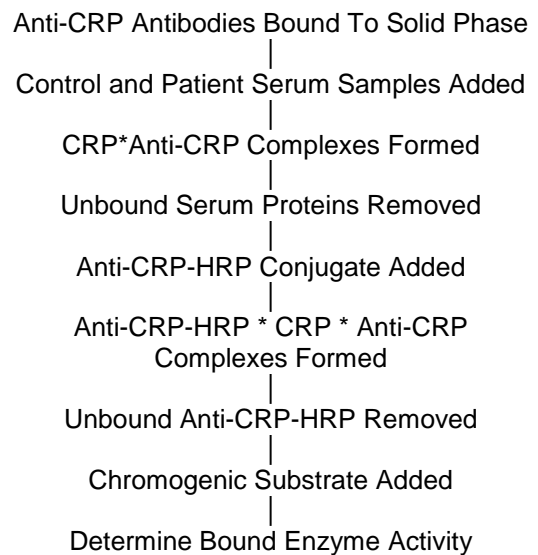 Anti-CRP Antibodies Bound To Solid Phase
Control and Patient Serum Samples Added
CRP*Anti-CRP Complexes Formed
Unbound Serum Proteins Removed
Anti-CRP-HRP Conjugate Added
Anti-CRP-HRP * CRP * Anti-CRP
Complexes Formed
Unbound Anti-CRP-HRP Removed
Chromogenic Substrate Added
Determine Bound Enzyme Activity